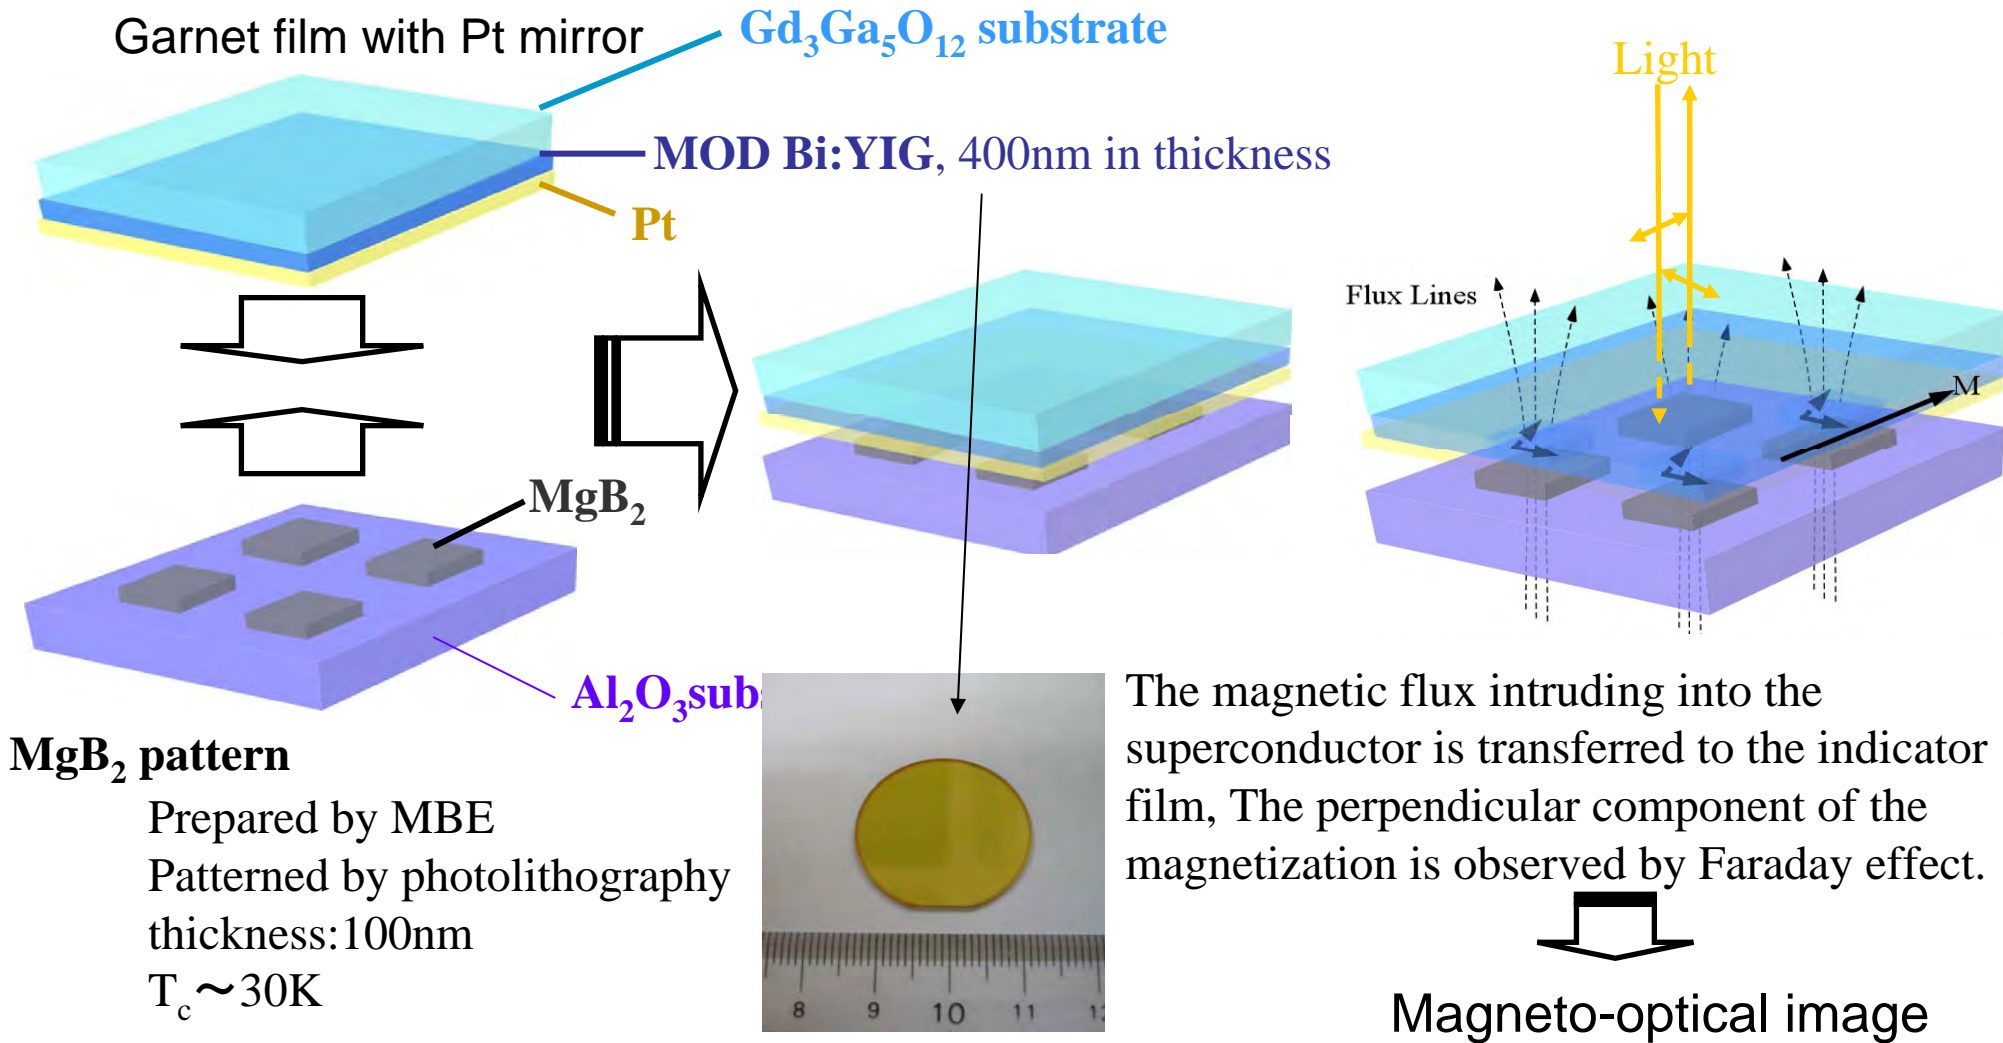 Garnet film with Pt mirror
Gd3Ga5O12 substrate
Light
MOD Bi:YIG, 400nm in thickness
Pt
Flux Lines
M
MgB2
Al2O3subs
MgB2 pattern
Prepared by MBE
Patterned by photolithography
thickness:100nm
Tc~30K
8 9 10 11 12
The magnetic flux intruding into the
superconductor is transferred to the indicator
film, The perpendicular component of the
magnetization is observed by Faraday effect.
Magneto-optical image